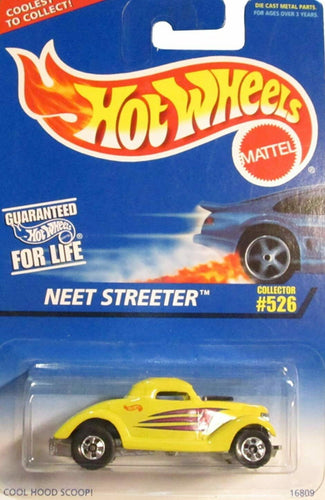 COOLEST
TO COLLECT!
DIE CAST METAL PARTS.
FOR AGES OVER 3 YEARS.
HOT WHEELS
MATTEL
GUARANTEED
Hot Wheels
FOR LIFE
NEET STREETER™
COLLECTOR
#526
COOL HOOD SCOOP!
16809